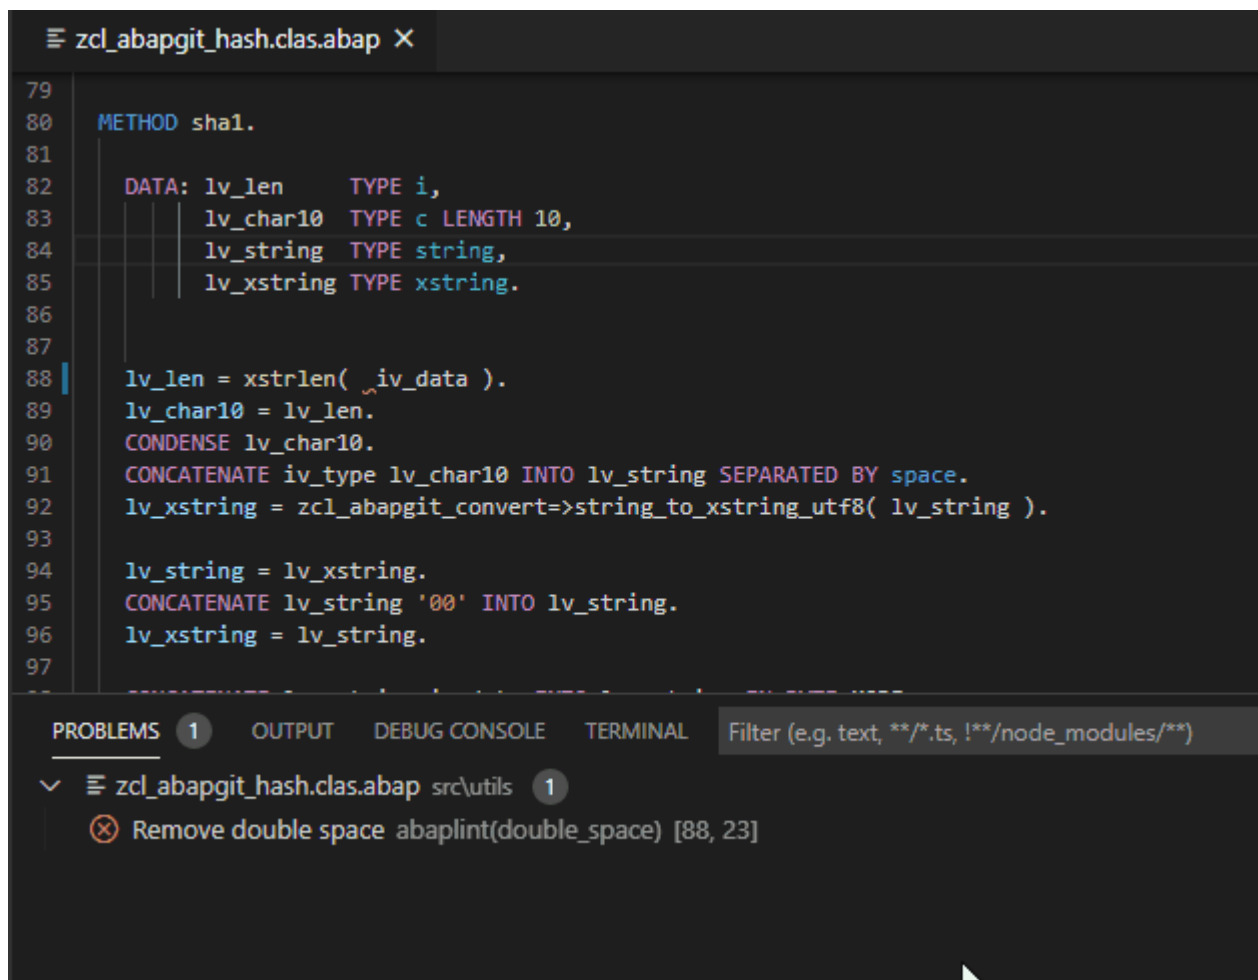 zcl_abapgit_hash.clas.abap ×
79
80 METHOD sha1.
81
82 DATA: lv_len     TYPE i,
83       lv_char10  TYPE c LENGTH 10,
84       lv_string  TYPE string,
85       lv_xstring TYPE xstring.
86
87
88 lv_len = xstrlen(  iv_data ).
89 lv_char10 = lv_len.
90 CONDENSE lv_char10.
91 CONCATENATE iv_type lv_char10 INTO lv_string SEPARATED BY space.
92 lv_xstring = zcl_abapgit_convert=>string_to_xstring_utf8( lv_string ).
93
94 lv_string = lv_xstring.
95 CONCATENATE lv_string '00' INTO lv_string.
96 lv_xstring = lv_string.
97
PROBLEMS 1 OUTPUT DEBUG CONSOLE TERMINAL Filter (e.g. text, **/*.ts, !**/node_modules/**)
zcl_abapgit_hash.clas.abap src\utils 1
Remove double space abaplint(double_space) [88, 23]